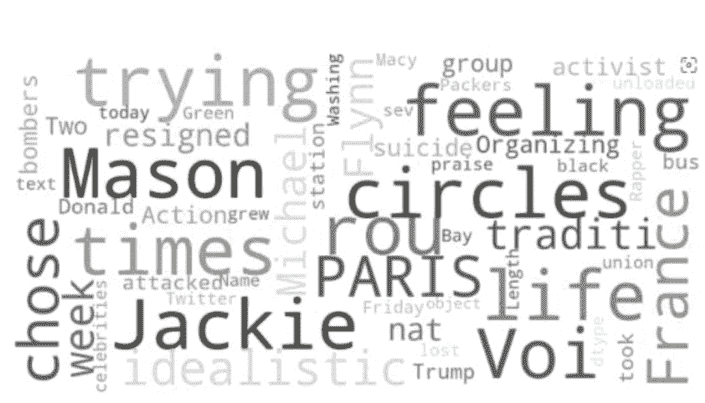 trying
Macy
group
activist
Packers
unloaded
bombers
Washing
Flynn
feeling
today
Green
sev
Two
resigned
station
suicide
Organizing
text
Mason
Michael
praise
black
bus
Rapper
Donald
Action
grew
circles
times
rou
Bay
traditi
attacked
Name
PARIS
Length
union
chose
week
celebrities
Twitter
Jackie
Friday
object
life
France
nat
Voi
dtype
took
idealistic
lost
Trump